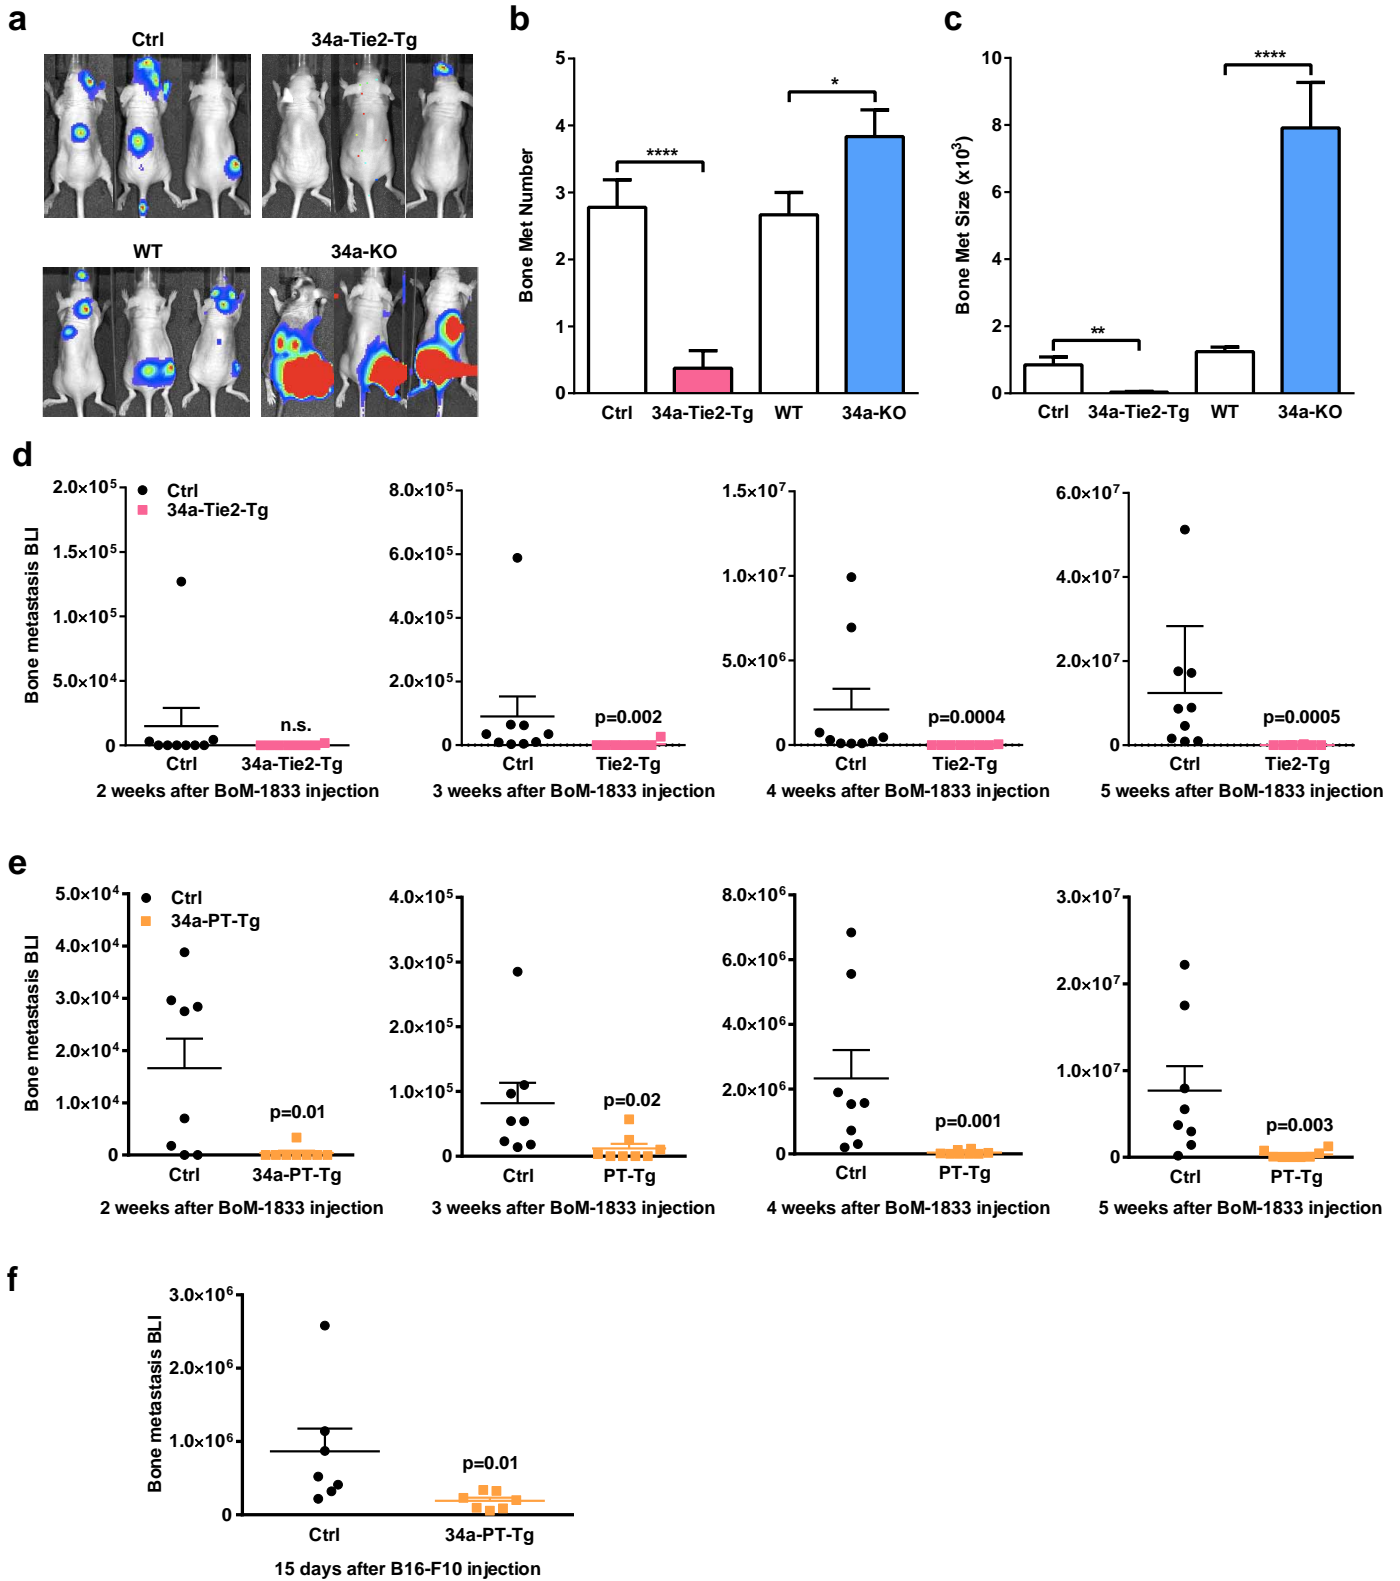 a
Ctrl
34a-Tie2-Tg
WT
34a-KO
b
Bone Met Number
5
4
3
2
1
0
****
*
Ctrl
34a-Tie2-Tg
WT
34a-KO
c
Bone Met Size (x10³)
10
8
6
4
2
0
**
****
Ctrl
34a-Tie2-Tg
WT
34a-KO
d
Bone metastasis BLI
2.0×10⁵
1.5×10⁵
1.0×10⁵
5.0×10⁴
0
Ctrl
34a-Tie2-Tg
n.s.
Ctrl
34a-Tie2-Tg
2 weeks after BoM-1833 injection
8.0×10⁵
6.0×10⁵
4.0×10⁵
2.0×10⁵
0
p=0.002
Ctrl
Tie2-Tg
3 weeks after BoM-1833 injection
1.5×10⁷
1.0×10⁷
5.0×10⁶
0
p=0.0004
Ctrl
Tie2-Tg
4 weeks after BoM-1833 injection
6.0×10⁷
4.0×10⁷
2.0×10⁷
0
p=0.0005
Ctrl
Tie2-Tg
5 weeks after BoM-1833 injection
e
Bone metastasis BLI
5.0×10⁴
4.0×10⁴
3.0×10⁴
2.0×10⁴
1.0×10⁴
0
Ctrl
34a-PT-Tg
p=0.01
Ctrl
34a-PT-Tg
2 weeks after BoM-1833 injection
4.0×10⁵
3.0×10⁵
2.0×10⁵
1.0×10⁵
0
p=0.02
Ctrl
PT-Tg
3 weeks after BoM-1833 injection
8.0×10⁶
6.0×10⁶
4.0×10⁶
2.0×10⁶
0
p=0.001
Ctrl
PT-Tg
4 weeks after BoM-1833 injection
3.0×10⁷
2.0×10⁷
1.0×10⁷
0
p=0.003
Ctrl
PT-Tg
5 weeks after BoM-1833 injection
f
Bone metastasis BLI
3.0×10⁶
2.0×10⁶
1.0×10⁶
0
p=0.01
Ctrl
34a-PT-Tg
15 days after B16-F10 injection